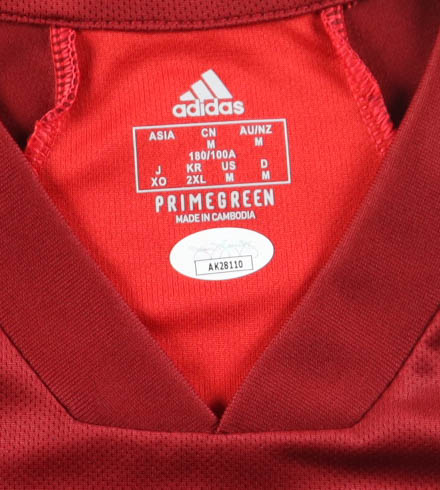 adidas
ASIA CN AU/NZ
M M
180/100A
J KR US D
XO 2XL M M
PRIMEGREEN
MADE IN CAMBODIA
AK28110